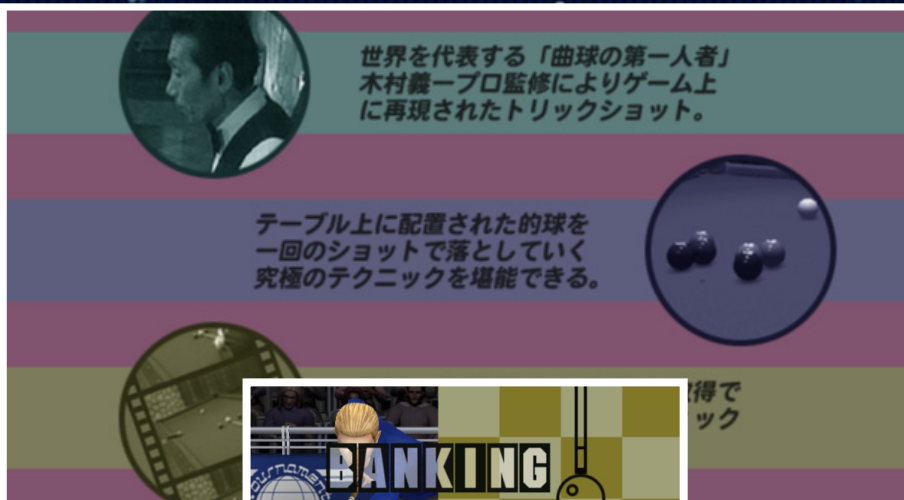 世界を代表する「曲球の第一人者」
木村義一プロ監修によりゲーム上
に再現されたトリックショット。
テーブル上に配置された的球を
一回のショットで落としていく
究極のテクニックを堪能できる。
得で
ック
BANKING
Tournament